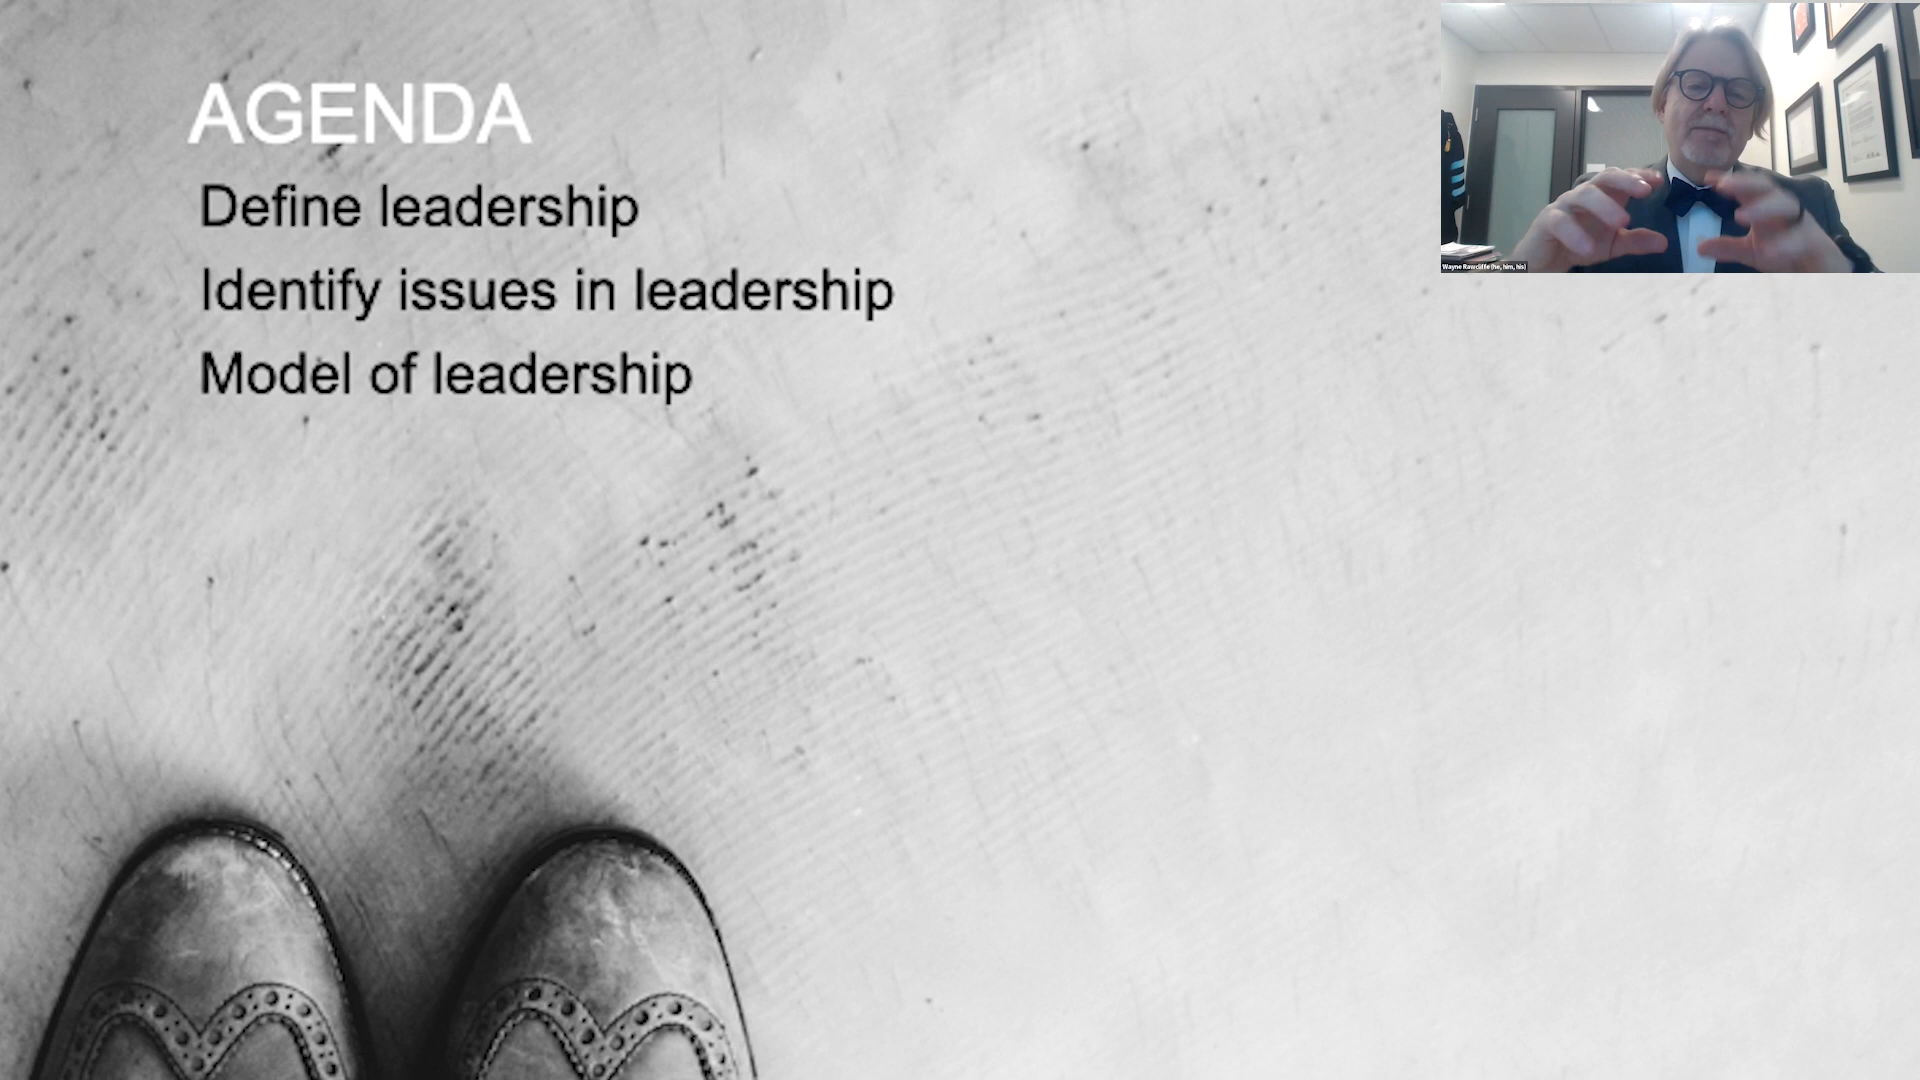 AGENDA
Define leadership
Identify issues in leadership
Model of leadership
Wayne Rawcliffe (he, him, his)